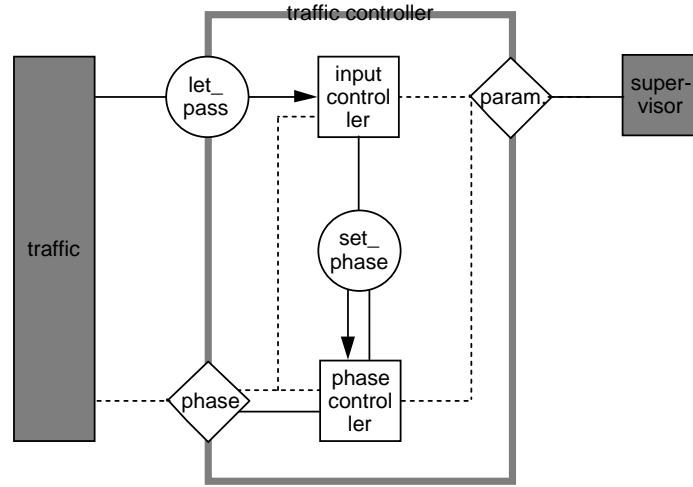 traffic controller
let_
pass
input
control
ler
param.
super-
visor
traffic
set_
phase
phase
phase
control
ler